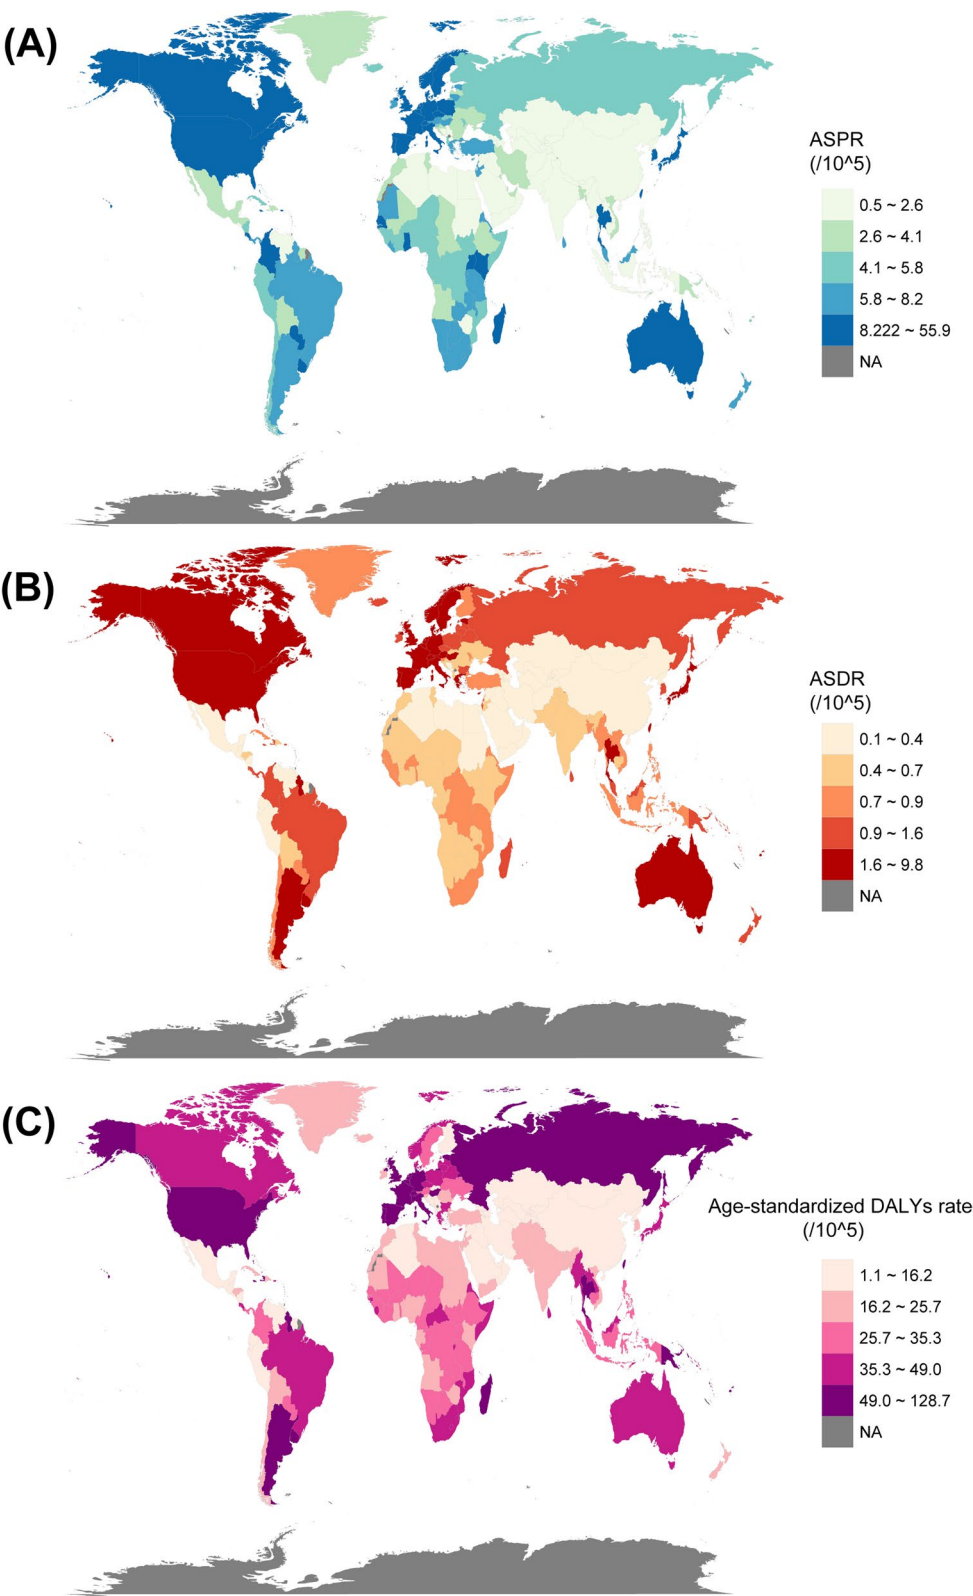 (A)
ASPR
(/10^5)
0.5 ~ 2.6
2.6 ~ 4.1
4.1 ~ 5.8
5.8 ~ 8.2
8.222 ~ 55.9
NA
(B)
ASDR
(/10^5)
0.1 ~ 0.4
0.4 ~ 0.7
0.7 ~ 0.9
0.9 ~ 1.6
1.6 ~ 9.8
NA
(C)
Age-standardized DALYs rate
(/10^5)
1.1 ~ 16.2
16.2 ~ 25.7
25.7 ~ 35.3
35.3 ~ 49.0
49.0 ~ 128.7
NA